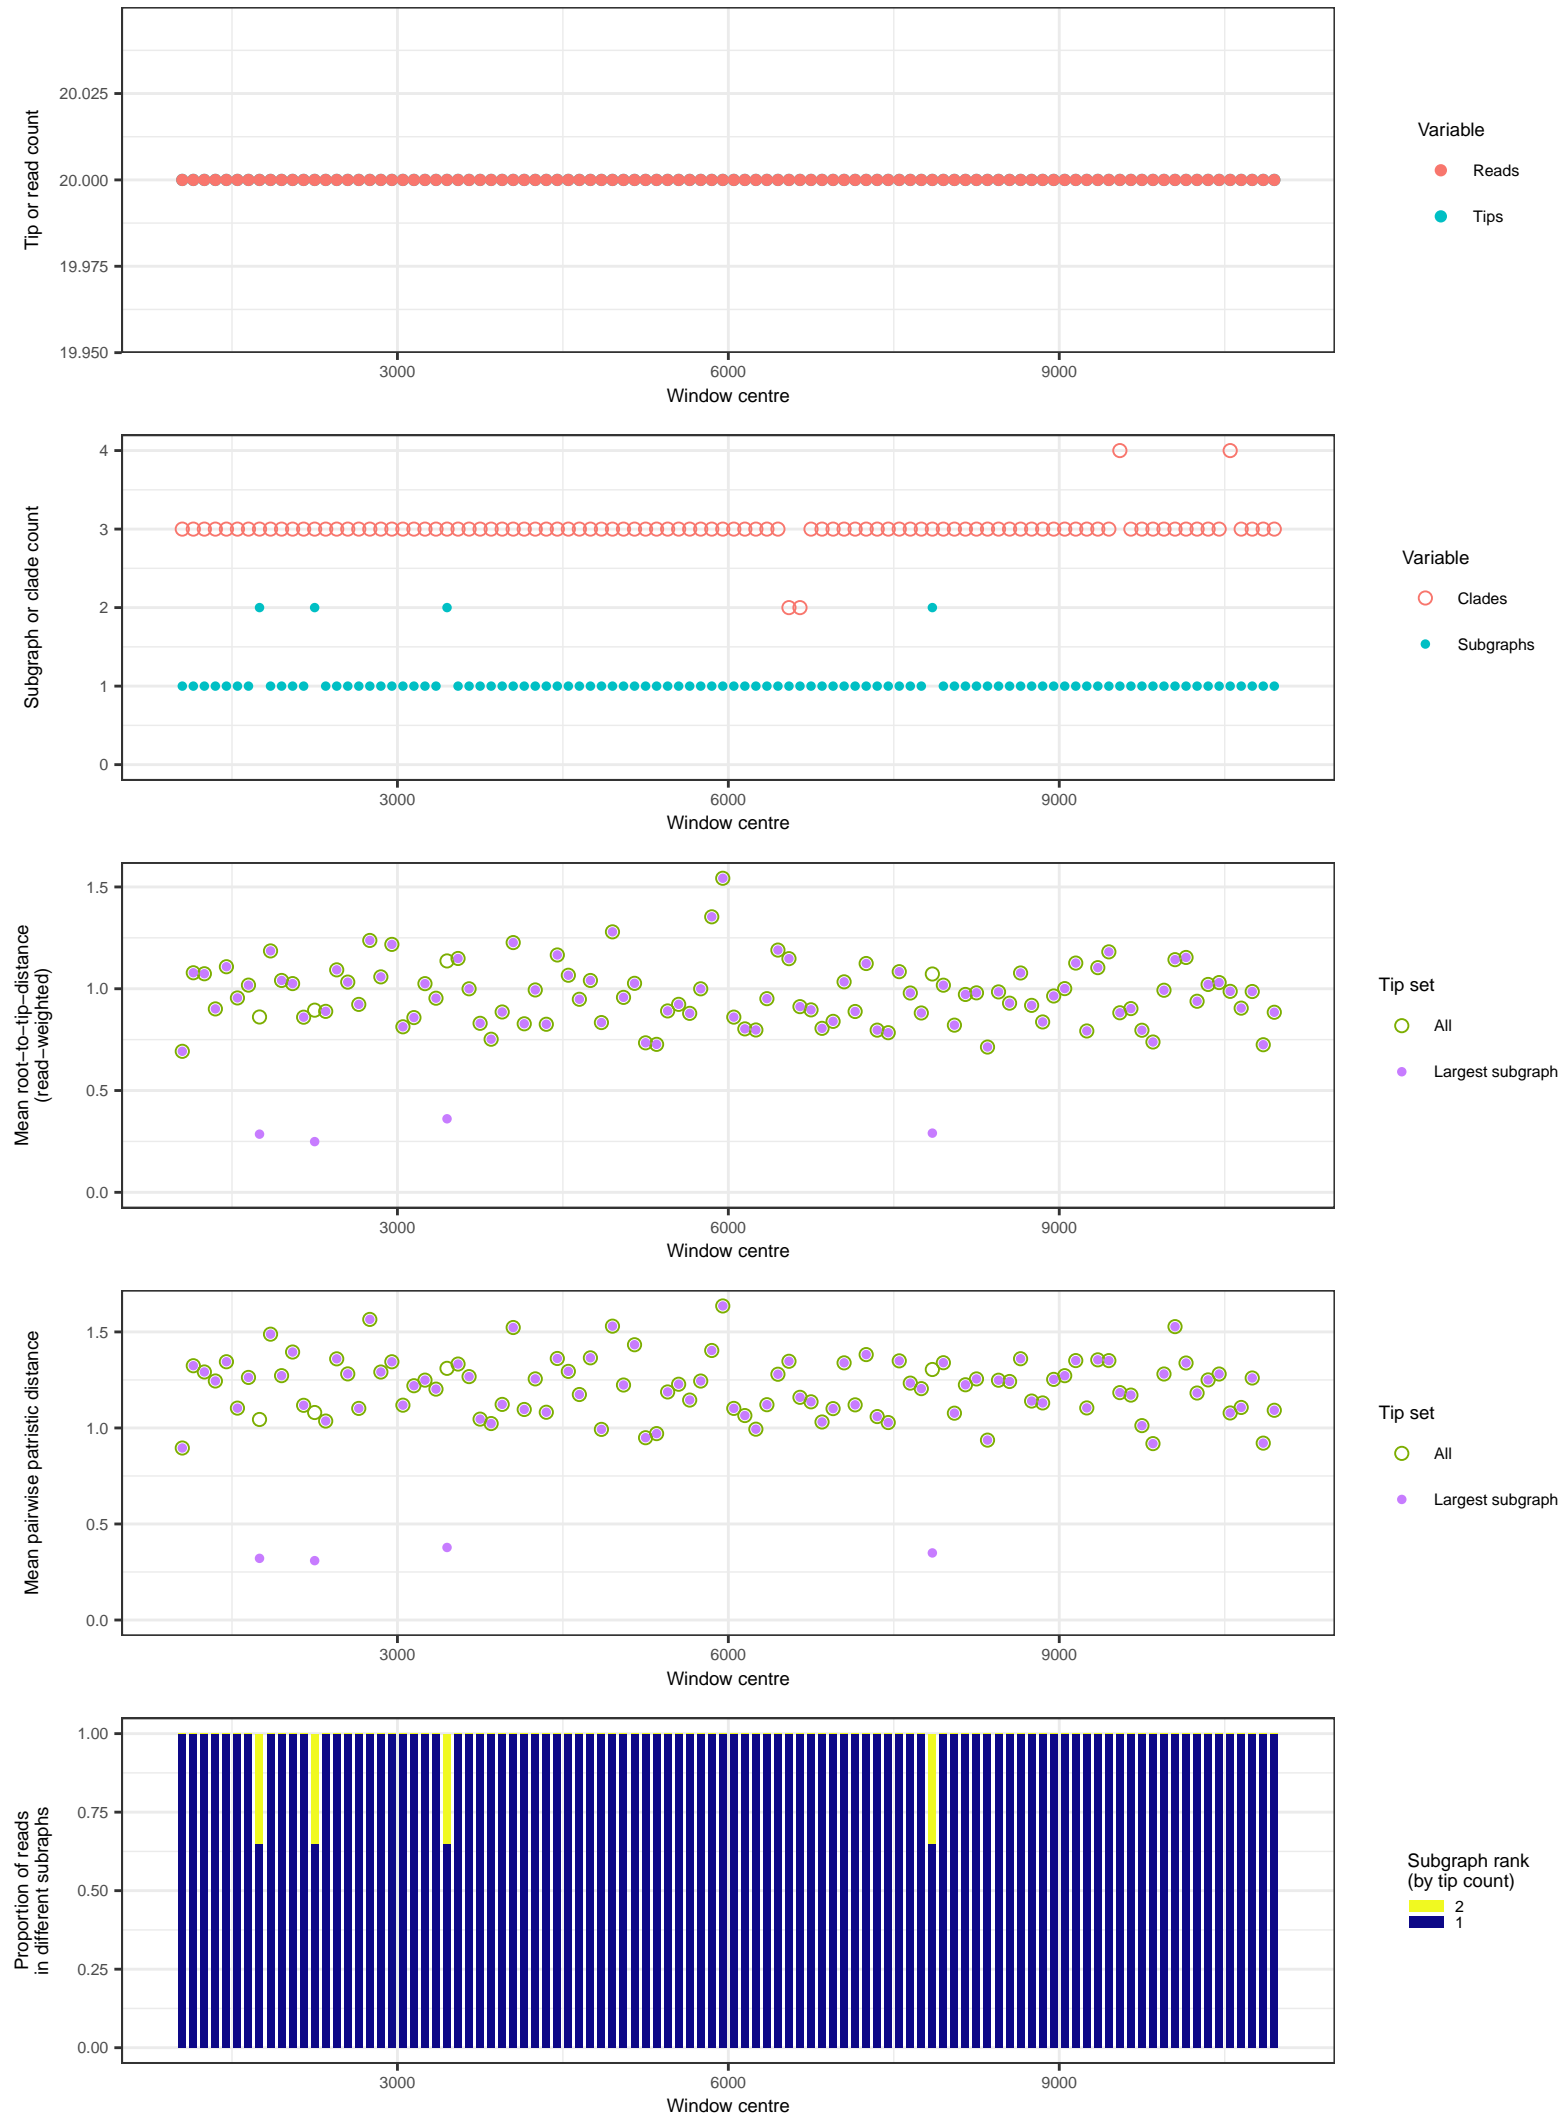 20.025
20.000
19.975
19.950
Tip or read count
3000 6000 9000
Window centre
Variable
Reads
Tips
4
3
2
1
0
Subgraph or clade count
3000 6000 9000
Window centre
Variable
Clades
Subgraphs
1.5
1.0
0.5
0.0
Mean root−to−tip−distance
(read−weighted)
3000 6000 9000
Window centre
Tip set
All
Largest subgraph
1.5
1.0
0.5
0.0
Mean pairwise patristic distance
3000 6000 9000
Window centre
Tip set
All
Largest subgraph
1.00
0.75
0.50
0.25
0.00
Proportion of reads
in different subraphs
3000 6000 9000
Window centre
Subgraph rank
(by tip count)
2
1